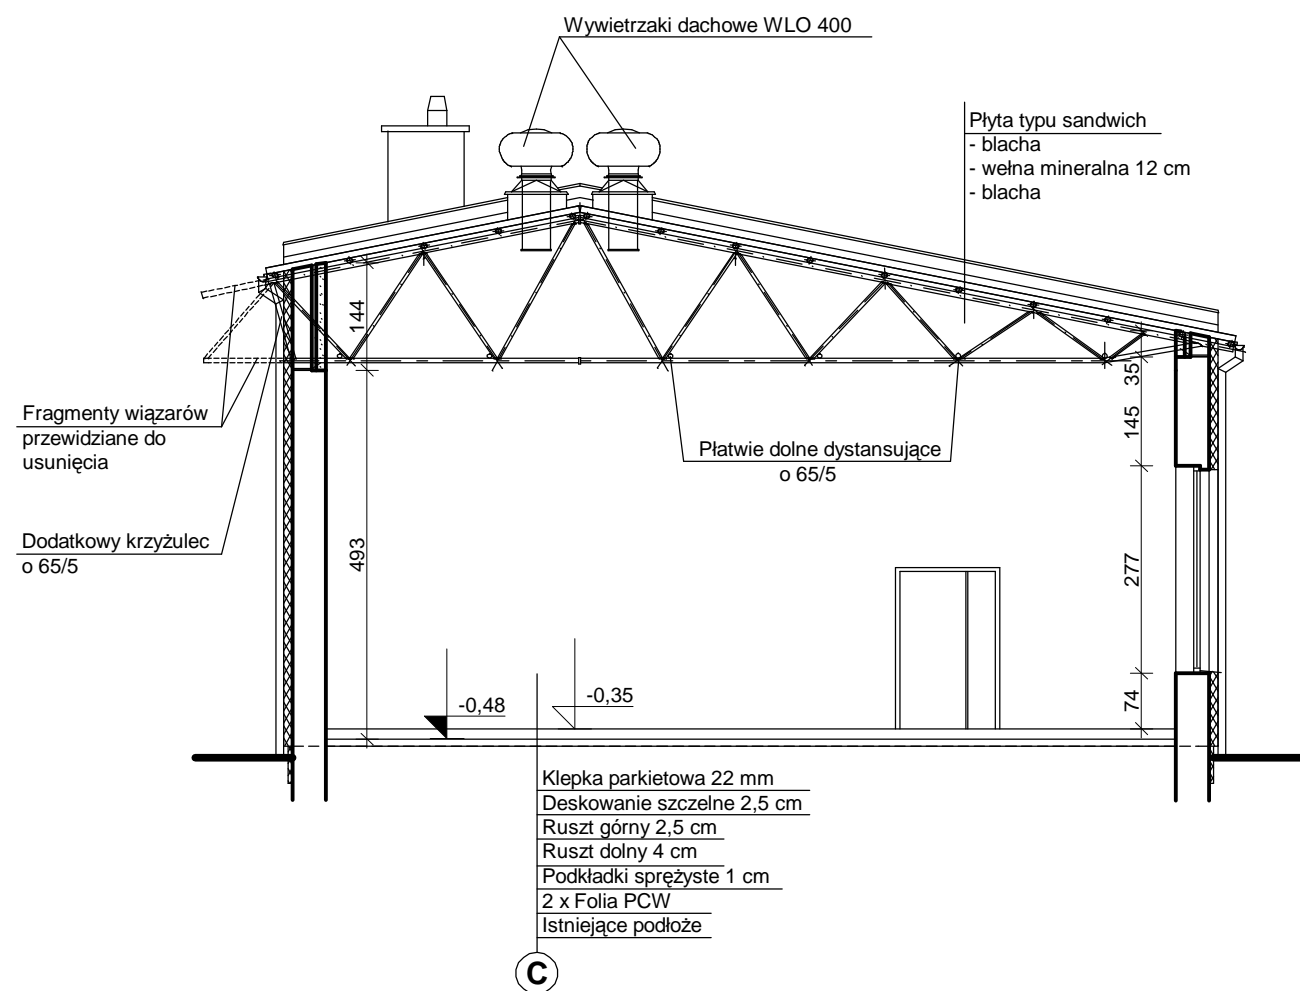 Wywietrzaki dachowe WLO 400
Płyta typu sandwich
- blacha
- wełna mineralna 12 cm
- blacha
144
35
145
Fragmenty wiązarów
przewidziane do
usunięcia
Płatwie dolne dystansujące
o 65/5
Dodatkowy krzyżulec
o 65/5
493
277
74
-0,48
-0,35
Klepka parkietowa 22 mm
Deskowanie szczelne 2,5 cm
Ruszt górny 2,5 cm
Ruszt dolny 4 cm
Podkładki sprężyste 1 cm
2 x Folia PCW
Istniejące podłoże
C